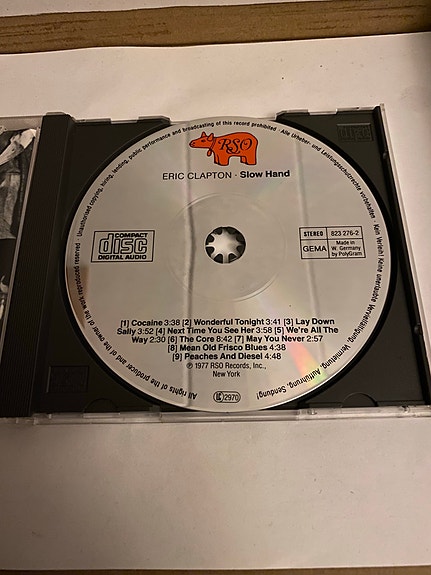 Unauthorised copying, hiring, lending, public performance and broadcasting of this record prohibited · Alle Urheber- und Leistungsschutzrechte vorbehalten · Kein Verleih! Keine unerlaubte Vervielfältigung, Vermietung, Aufführung, Sendung!
RSO
ERIC CLAPTON · Slow Hand
COMPACT
disc
DIGITAL AUDIO
STEREO 823 276-2
GEMA Made in
W. Germany
by PolyGram
[1] Cocaine 3:38 [2] Wonderful Tonight 3:41 [3] Lay Down
Sally 3:52 [4] Next Time You See Her 3:58 [5] We're All The
Way 2:30 [6] The Core 8:42 [7] May You Never 2:57
[8] Mean Old Frisco Blues 4:38
[9] Peaches And Diesel 4:48
℗ 1977 RSO Records, Inc.,
New York
LC 2970
All rights of the producer and of the owner of the work reproduced reserved ·